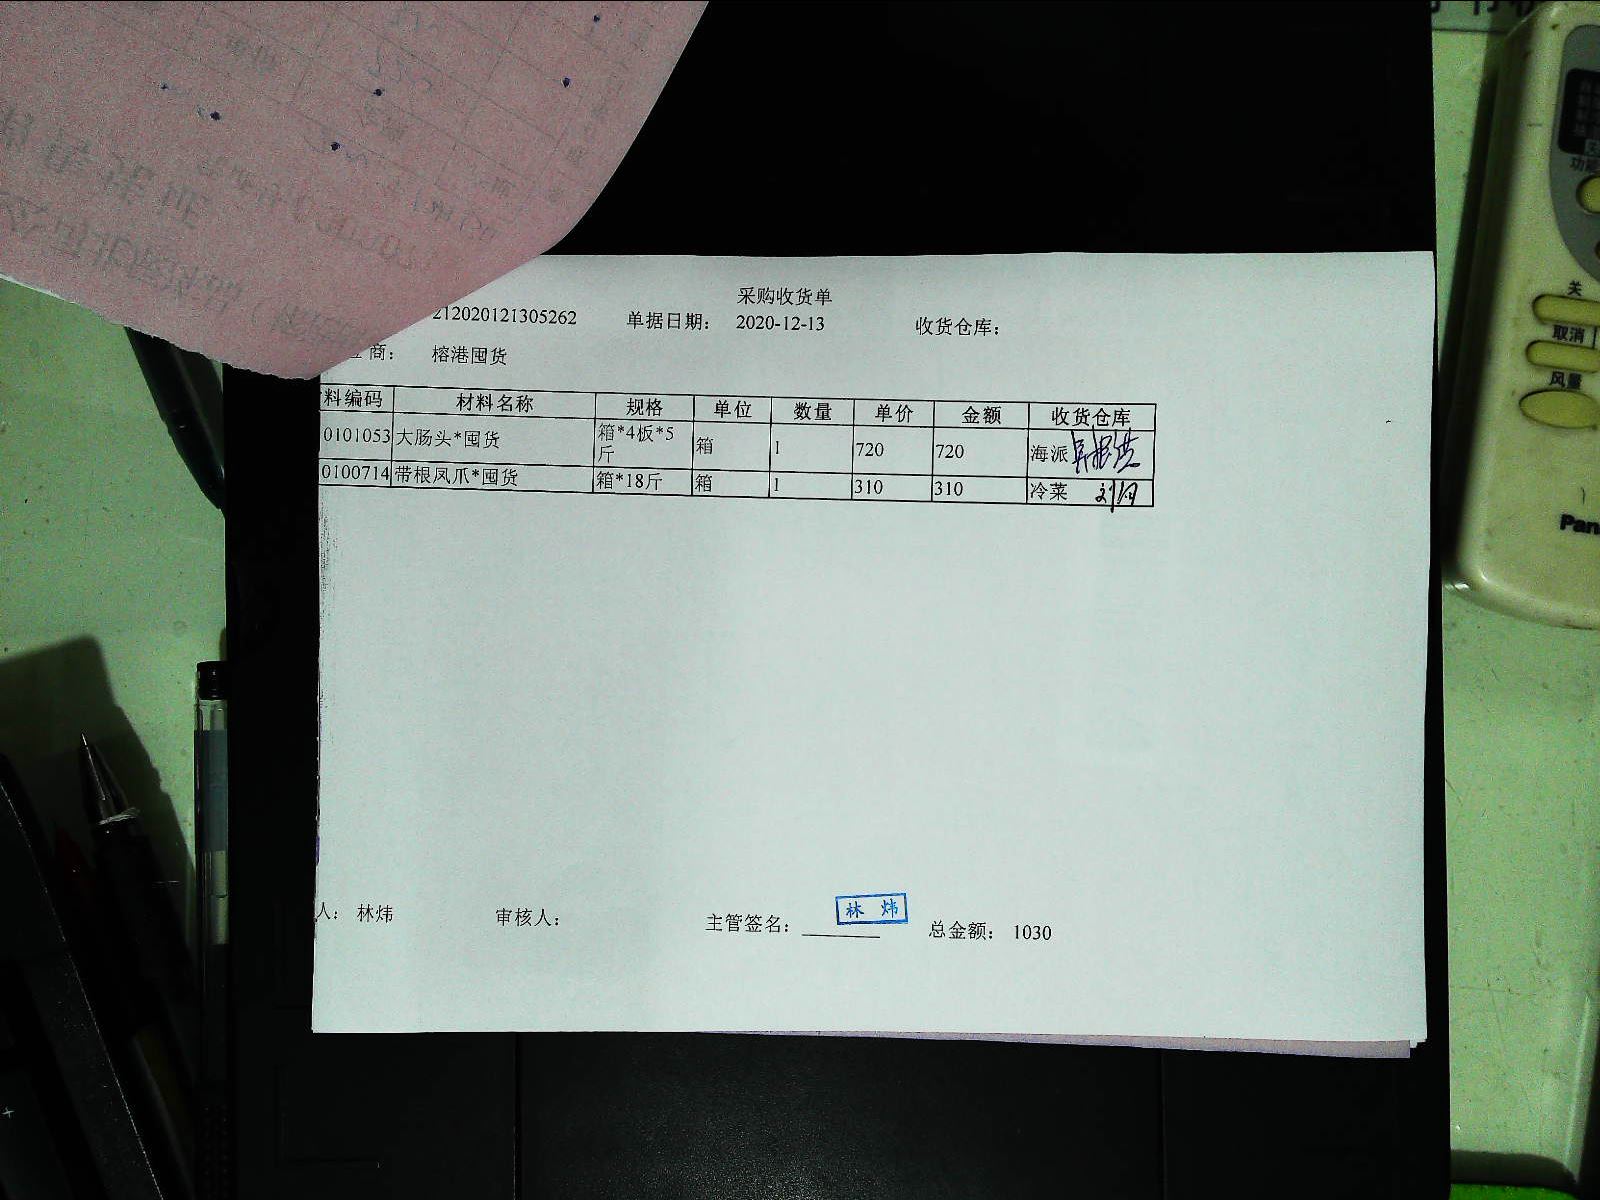 采购收货单
212020121305262 单据日期： 2020-12-13 收货仓库：
商： 榕港囤货
料编码 材料名称 规格 单位 数量 单价 金额 收货仓库
0101053 大肠头*囤货 箱*4板*5斤 箱 1 720 720 海派
0100714 带根凤爪*囤货 箱*18斤 箱 1 310 310 冷菜
人： 林炜 审核人： 主管签名： 林 炜 总金额： 1030
关
取消
风量
功能
Pan